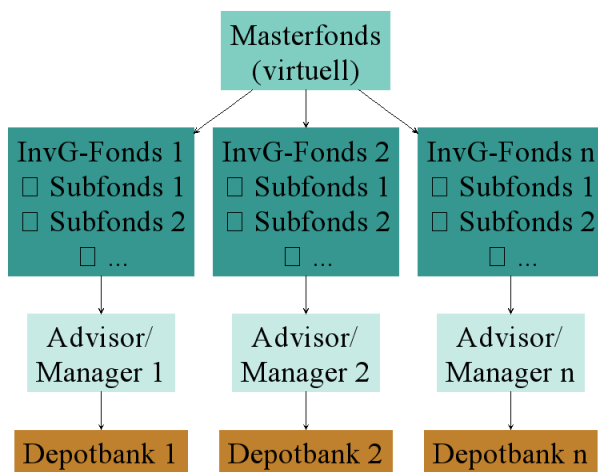 Masterfonds
(virtuell)
InvG-Fonds 1
□ Subfonds 1
□ Subfonds 2
□ ...
InvG-Fonds 2
□ Subfonds 1
□ Subfonds 2
□ ...
InvG-Fonds n
□ Subfonds 1
□ Subfonds 2
□ ...
Advisor/
Manager 1
Advisor/
Manager 2
Advisor/
Manager n
Depotbank 1
Depotbank 2
Depotbank n